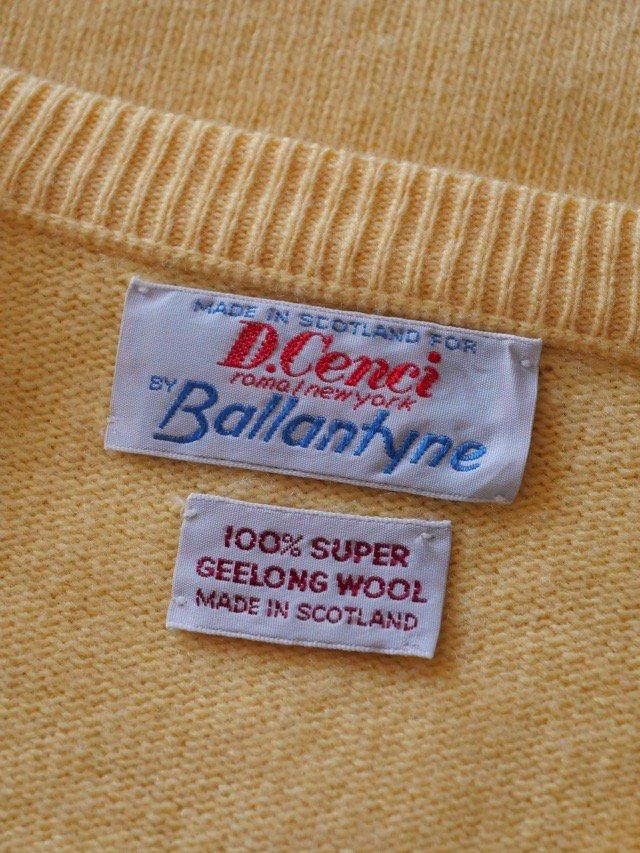 MADE IN SCOTLAND FOR
D.Cenci
roma/newyork
BY Ballantyne
100% SUPER
GEELONG WOOL
MADE IN SCOTLAND